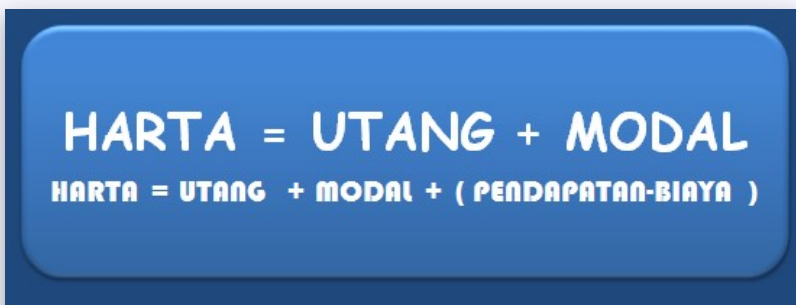 HARTA = UTANG + MODAL
HARTA = UTANG + MODAL + ( PENDAPATAN-BIAYA )